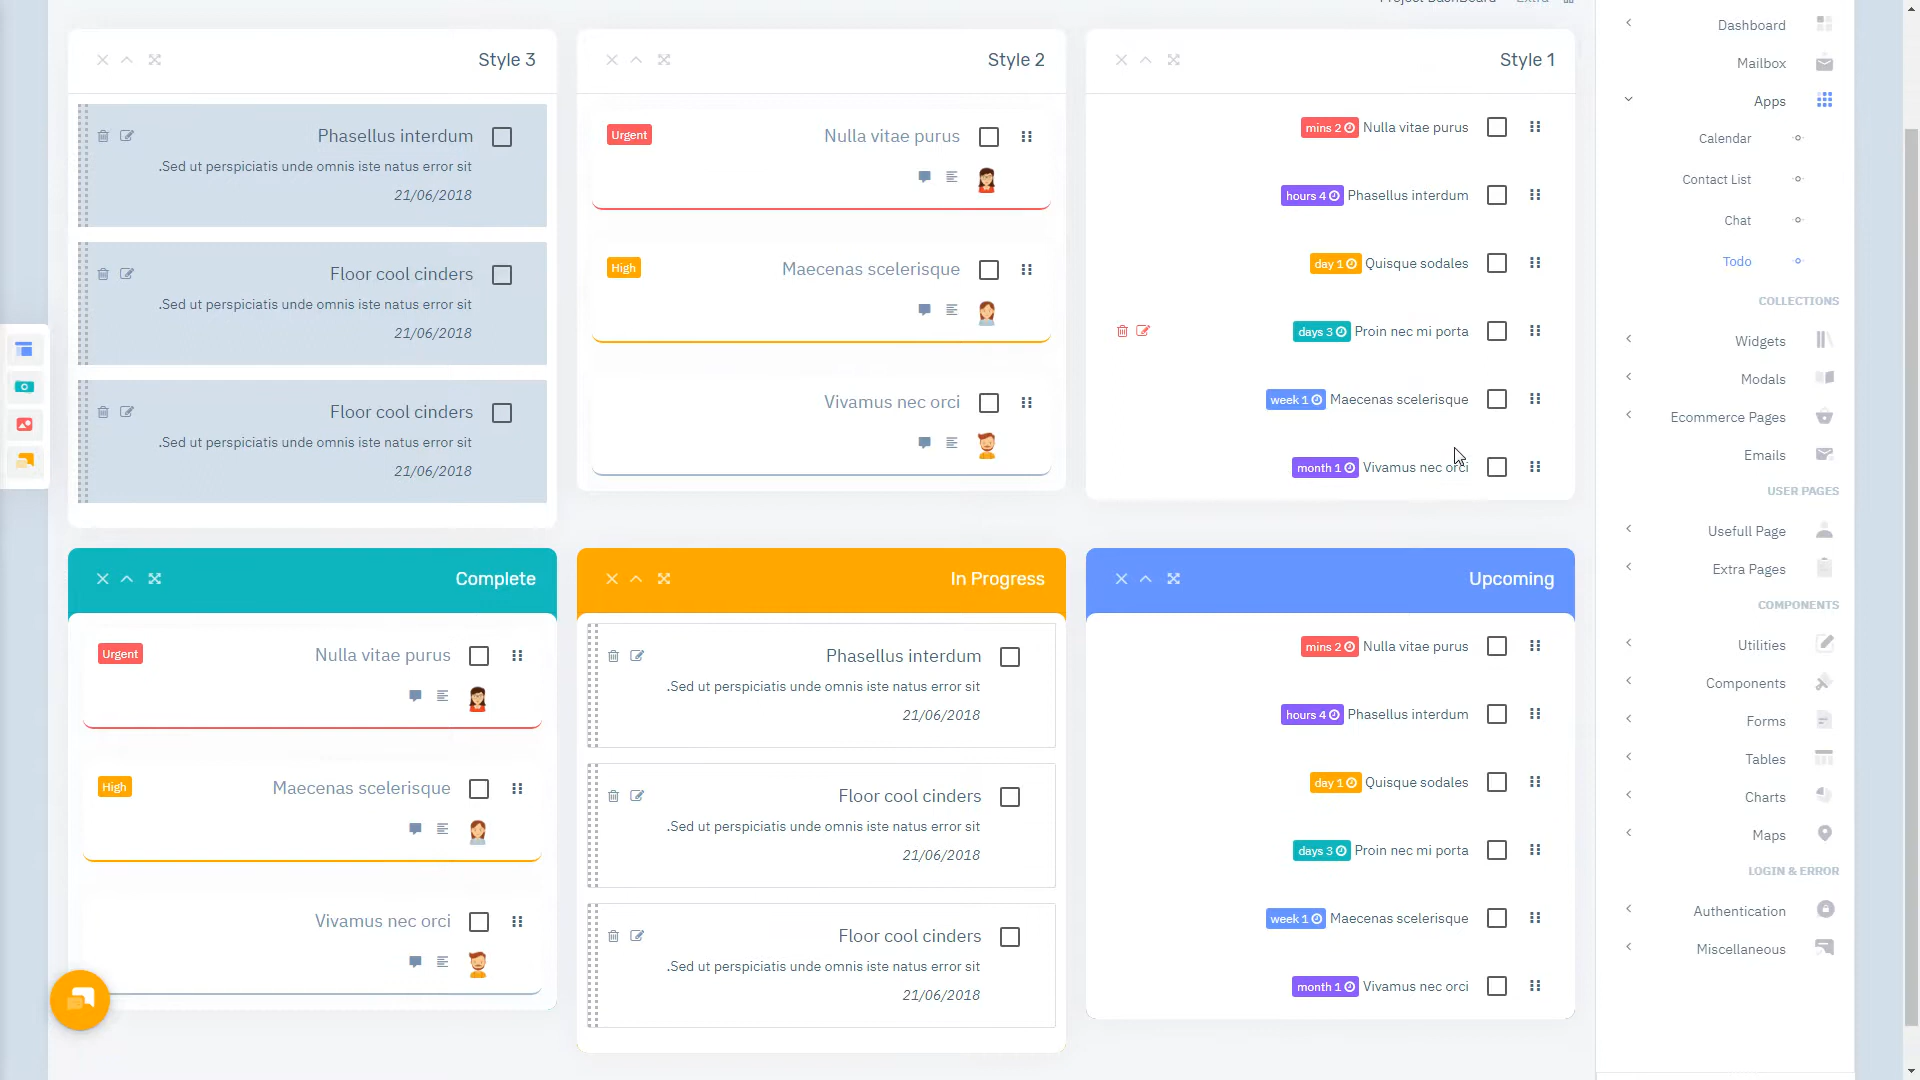 Project Dashboard
Extra
Style 3
Phasellus interdum
.Sed ut perspiciatis unde omnis iste natus error sit
21/06/2018
Floor cool cinders
.Sed ut perspiciatis unde omnis iste natus error sit
21/06/2018
Floor cool cinders
.Sed ut perspiciatis unde omnis iste natus error sit
21/06/2018
Style 2
Urgent
Nulla vitae purus
High
Maecenas scelerisque
Vivamus nec orci
Style 1
mins 2 Nulla vitae purus
hours 4 Phasellus interdum
day 1 Quisque sodales
days 3 Proin nec mi porta
week 1 Maecenas scelerisque
month 1 Vivamus nec orci
Complete
Urgent
Nulla vitae purus
High
Maecenas scelerisque
Vivamus nec orci
In Progress
Phasellus interdum
.Sed ut perspiciatis unde omnis iste natus error sit
21/06/2018
Floor cool cinders
.Sed ut perspiciatis unde omnis iste natus error sit
21/06/2018
Floor cool cinders
.Sed ut perspiciatis unde omnis iste natus error sit
21/06/2018
Upcoming
mins 2 Nulla vitae purus
hours 4 Phasellus interdum
day 1 Quisque sodales
days 3 Proin nec mi porta
week 1 Maecenas scelerisque
month 1 Vivamus nec orci
Dashboard
Mailbox
Apps
Calendar
Contact List
Chat
Todo
COLLECTIONS
Widgets
Modals
Ecommerce Pages
Emails
USER PAGES
Usefull Page
Extra Pages
COMPONENTS
Utilities
Components
Forms
Tables
Charts
Maps
LOGIN & ERROR
Authentication
Miscellaneous